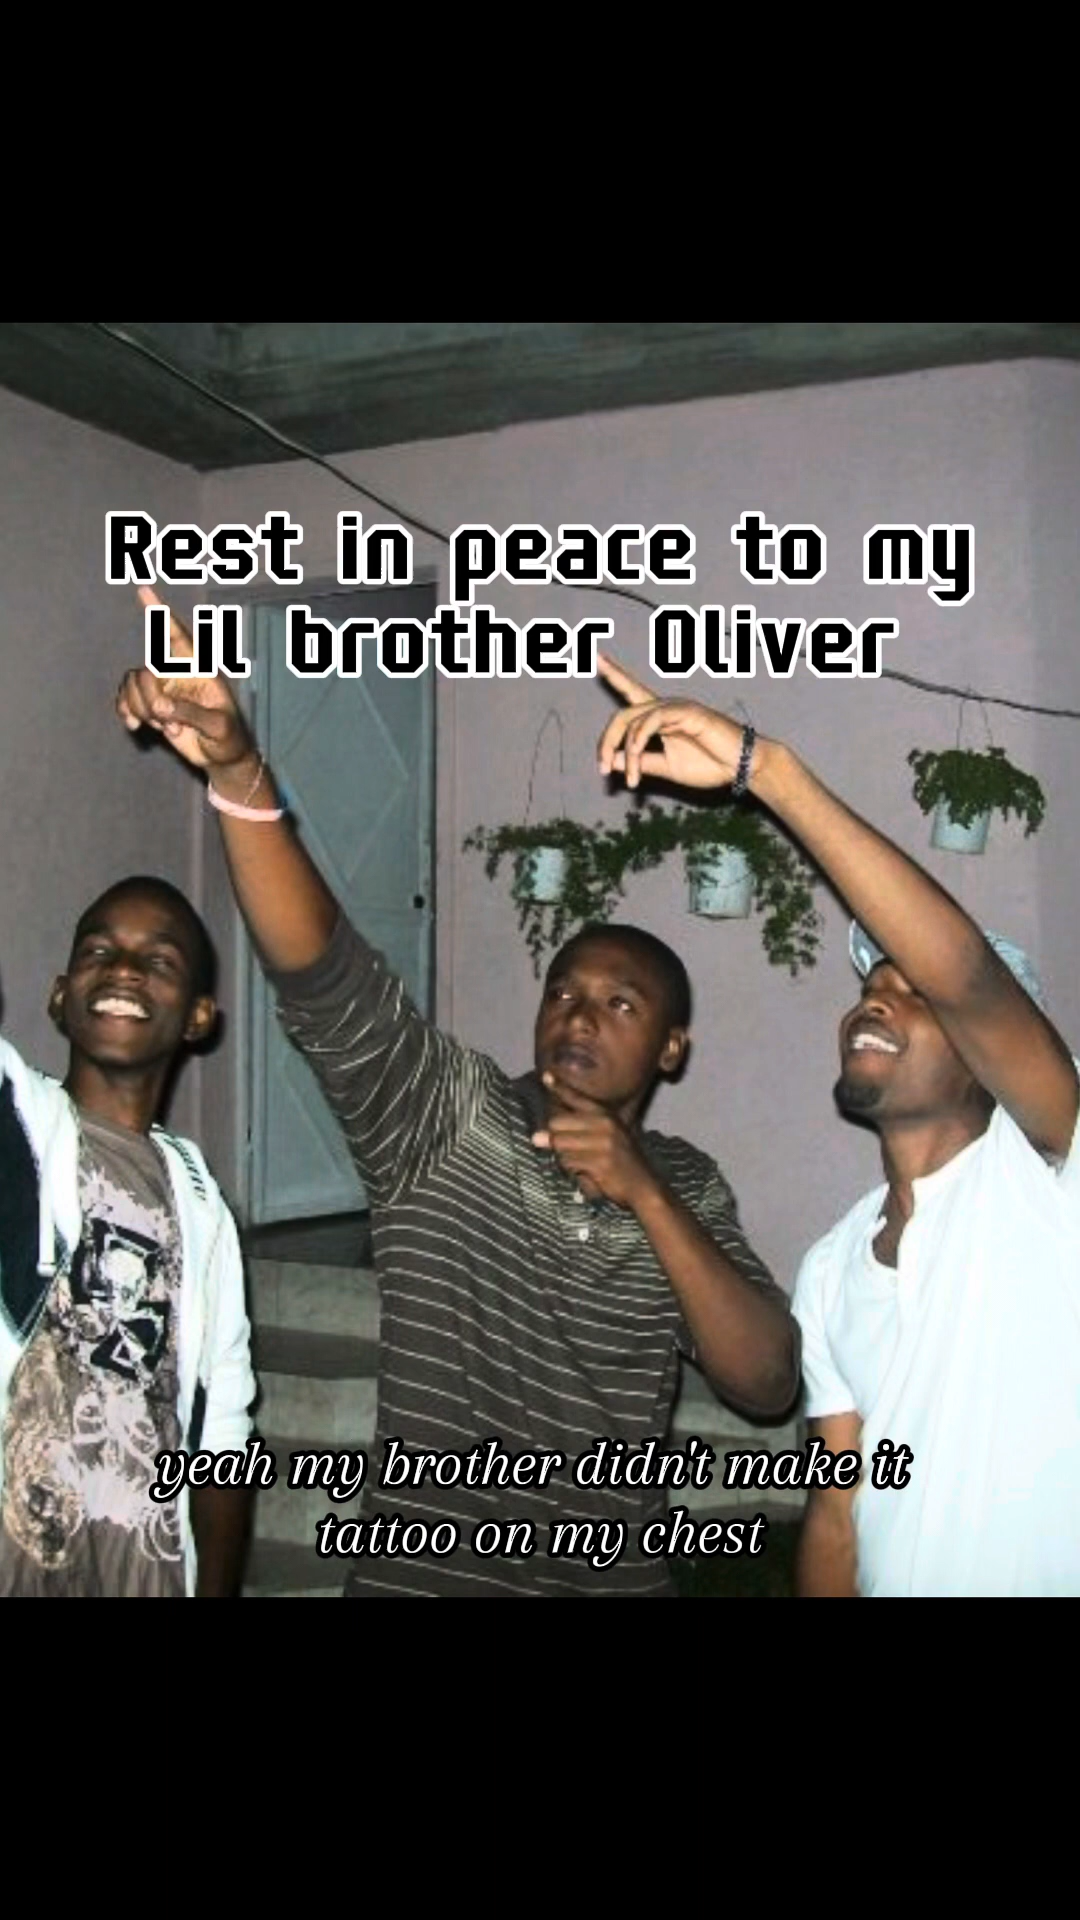 Rest in peace to my
Lil brother Oliver
yeah my brother didn't make it
tattoo on my chest